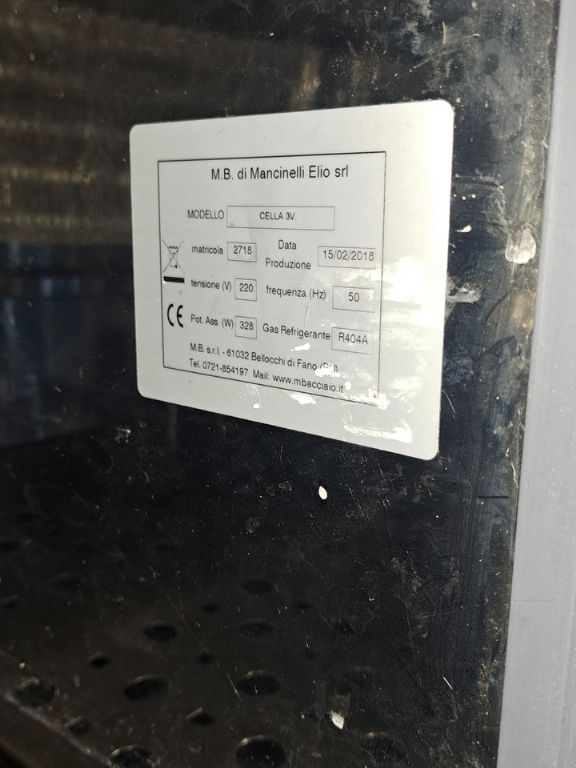 M.B. di Mancinelli Elio srl
MODELLO CELLA 3V.
matricola 2718 Data Produzione 15/02/2018
tensione (V) 220 frequenza (Hz) 50
CE Pot. Ass. (W) 328 Gas Refrigerante R404A
M.B. s.r.l. - 61032 Bellocchi di Fano (PU)
Tel. 0721-854197 Mail: www.mbacciaio.it